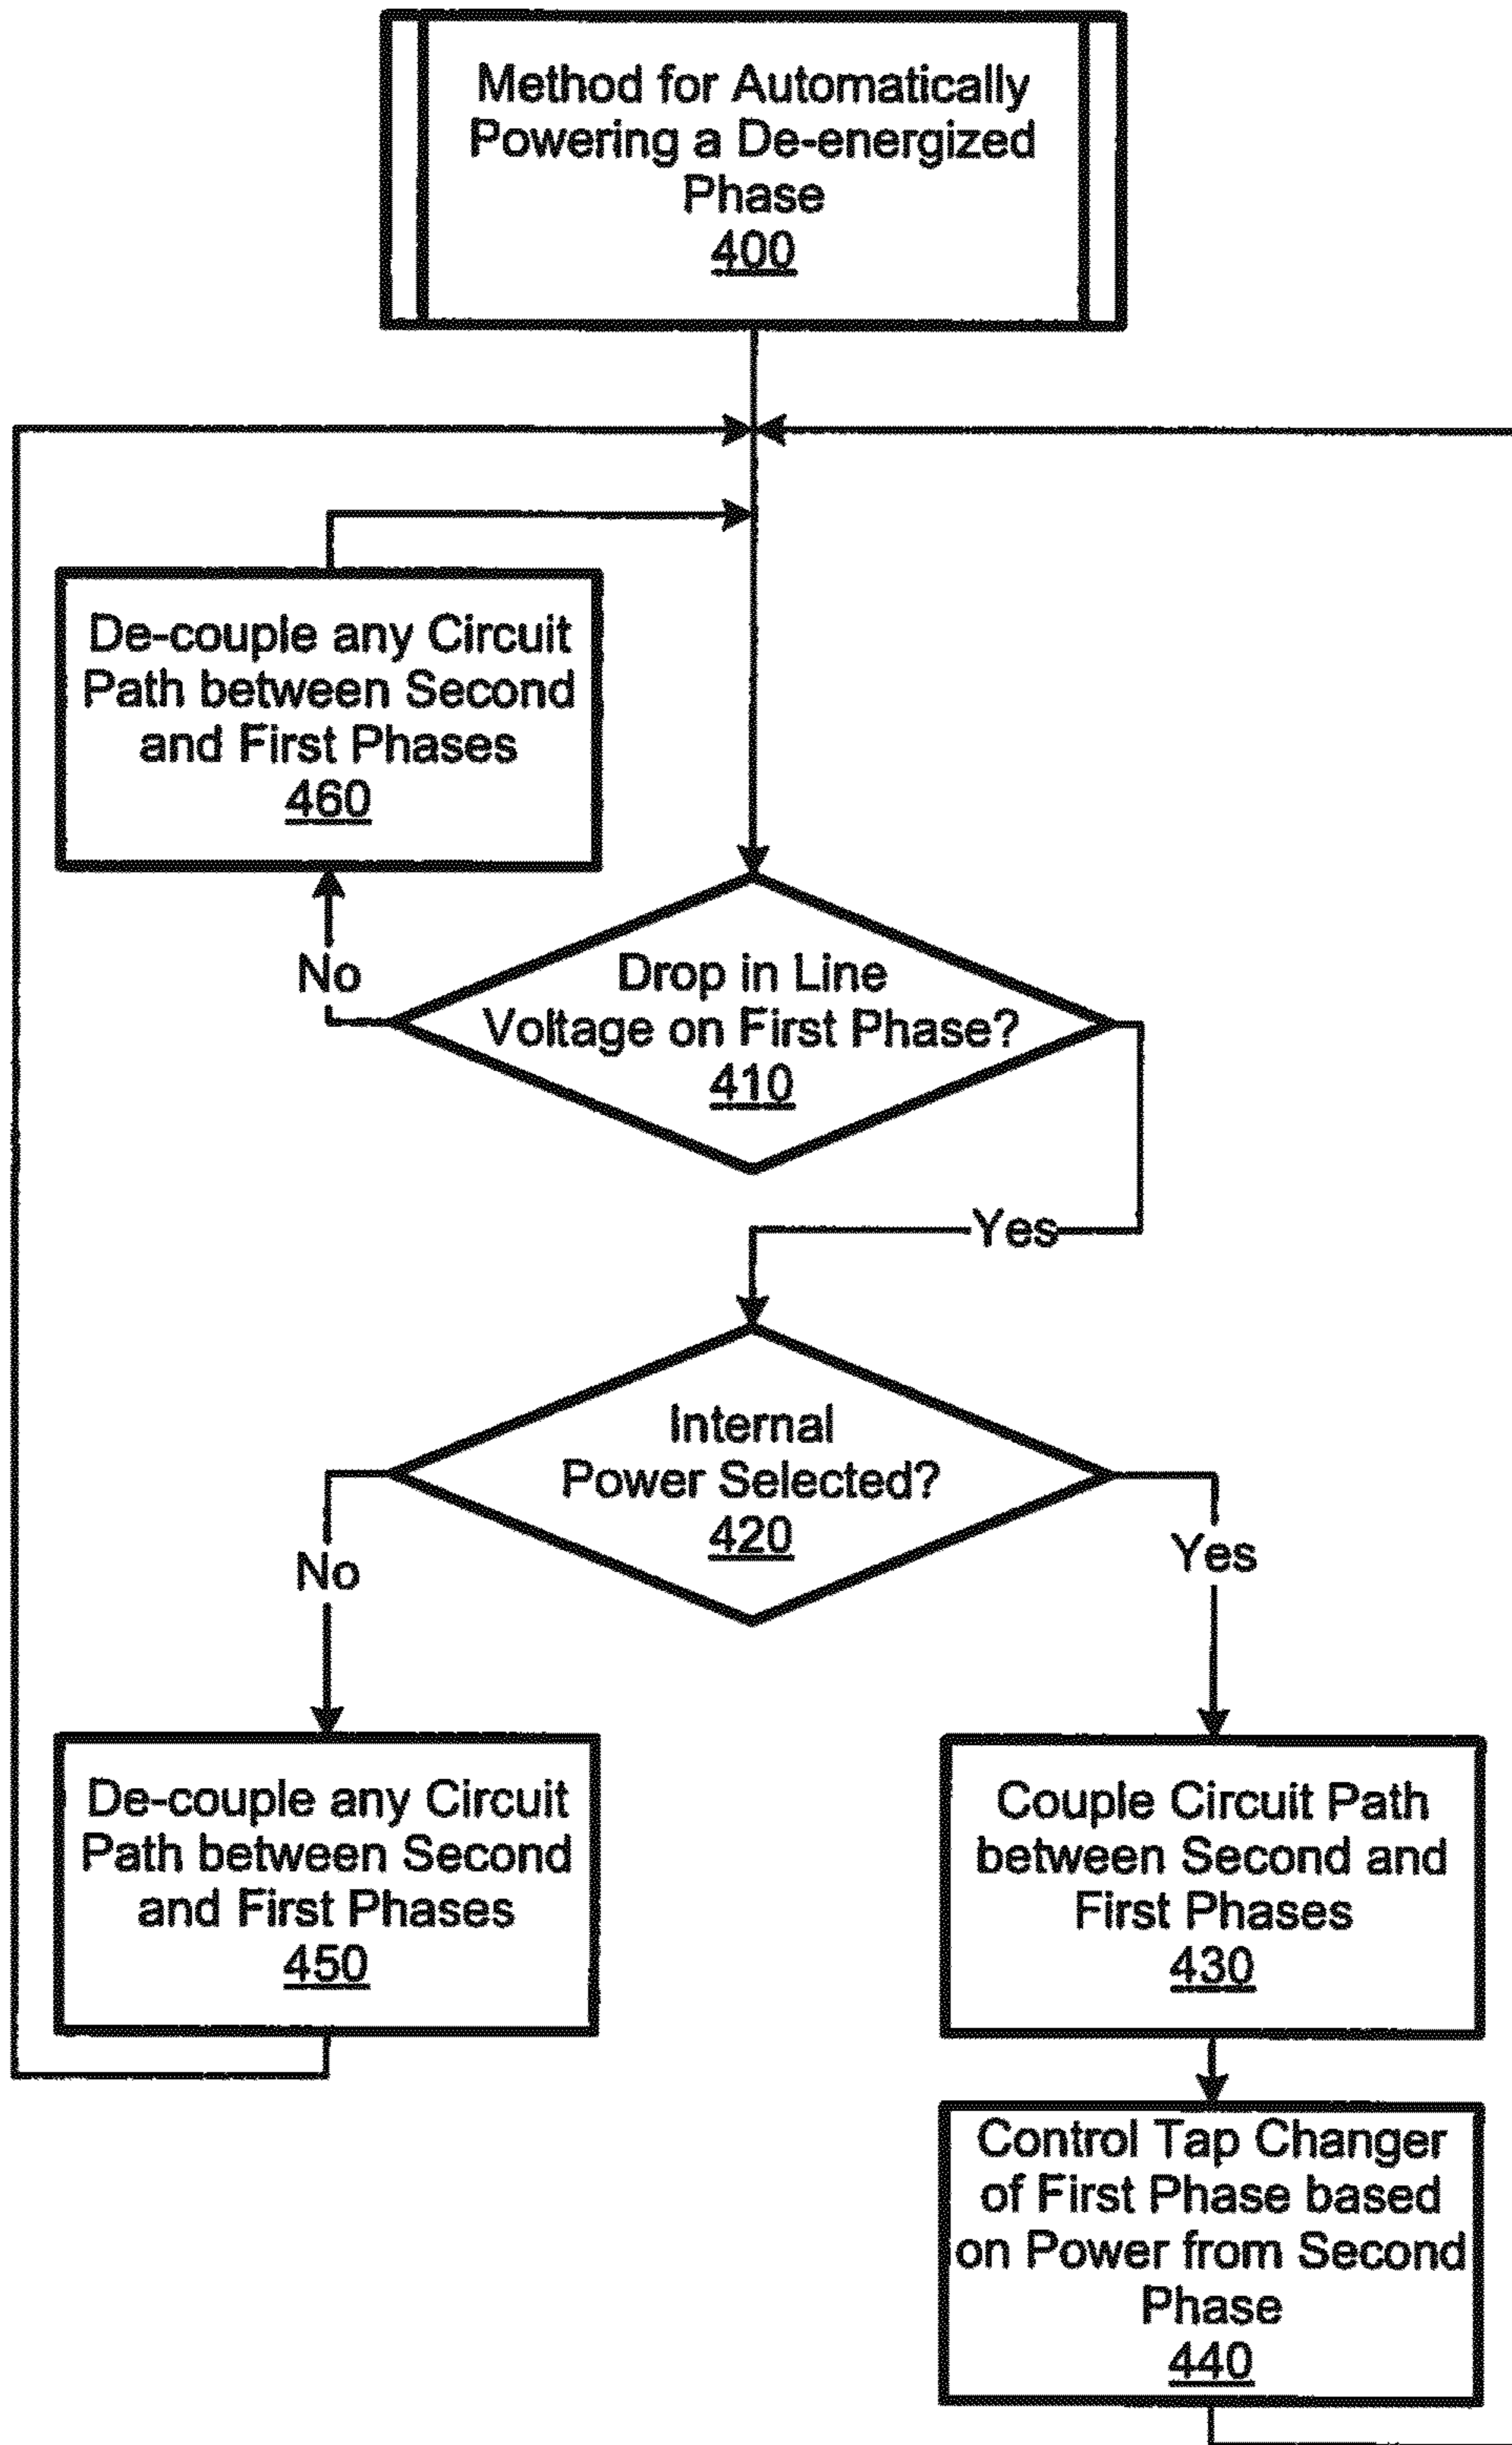 Method for Automatically
Powering a De-energized
Phase
400
De-couple any Circuit
Path between Second
and First Phases
460
No
Drop in Line
Voltage on First Phase?
410
Yes
Internal
Power Selected?
420
No
Yes
De-couple any Circuit
Path between Second
and First Phases
450
Couple Circuit Path
between Second and
First Phases
430
Control Tap Changer
of First Phase based
on Power from Second
Phase
440